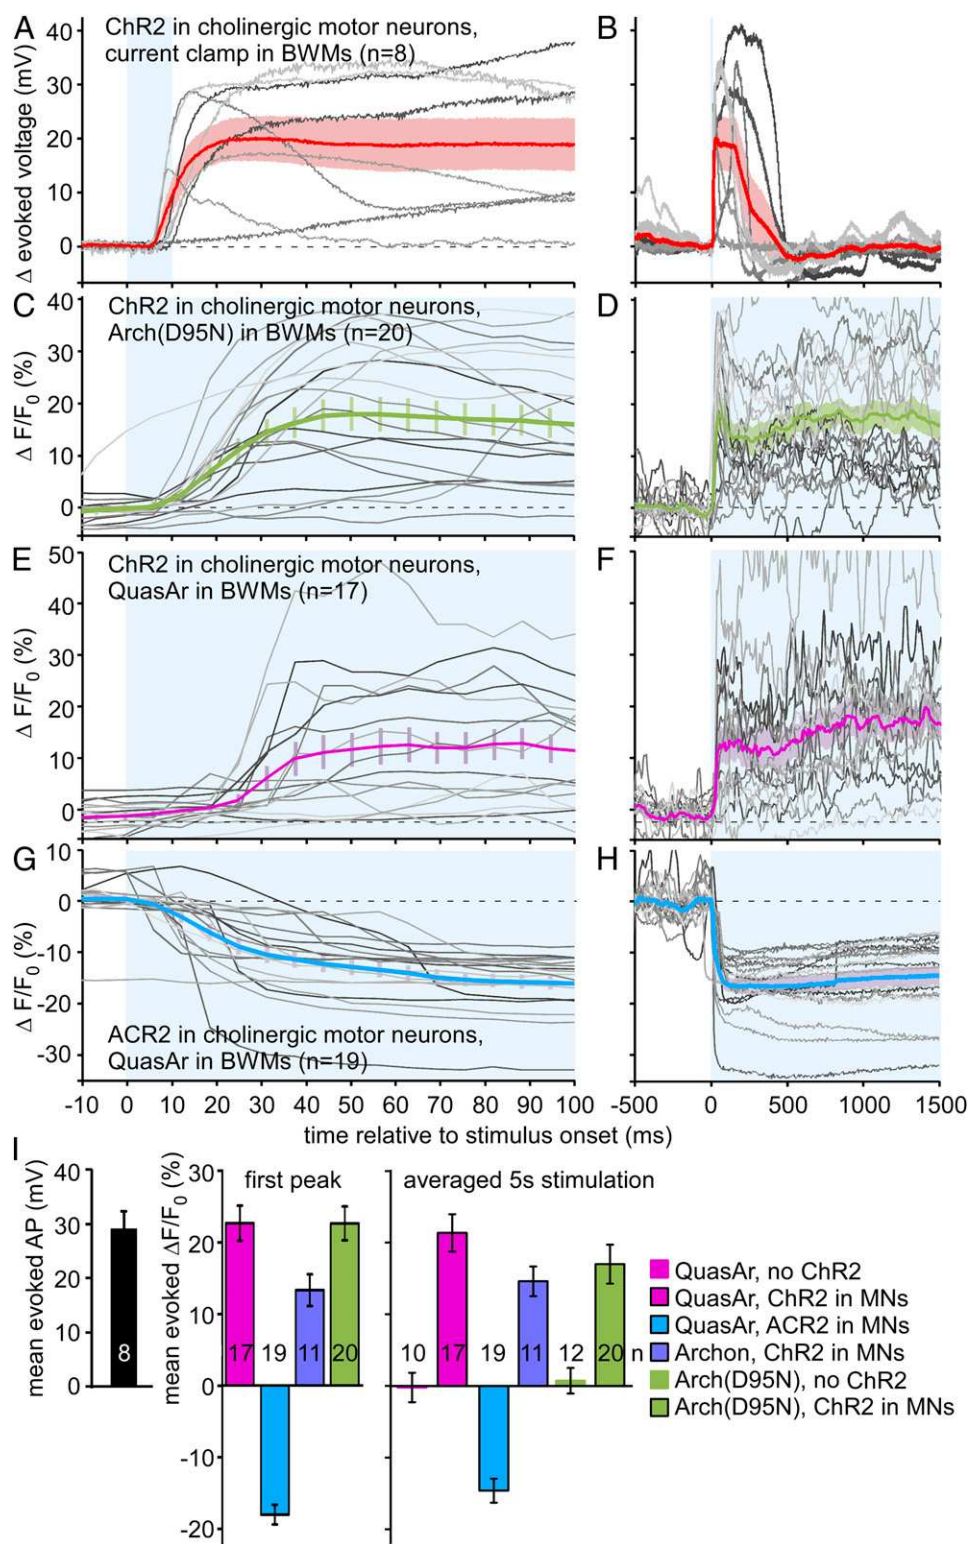 A
ChR2 in cholinergic motor neurons,
current clamp in BWMs (n=8)
B
Δ evoked voltage (mV)
40
30
20
10
0
C
ChR2 in cholinergic motor neurons,
Arch(D95N) in BWMs (n=20)
D
Δ F/F0 (%)
40
30
20
10
0
E
ChR2 in cholinergic motor neurons,
QuasAr in BWMs (n=17)
F
Δ F/F0 (%)
50
40
30
20
10
0
G
H
Δ F/F0 (%)
10
0
-10
-20
-30
ACR2 in cholinergic motor neurons,
QuasAr in BWMs (n=19)
-10 0 10 20 30 40 50 60 70 80 90 100
-500 0 500 1000 1500
time relative to stimulus onset (ms)
I
mean evoked AP (mV)
40
30
20
10
0
8
mean evoked ΔF/F0 (%)
30
20
10
0
-10
-20
first peak
17 19 11 20
averaged 5s stimulation
10 17 19 11 12 20 n
QuasAr, no ChR2
QuasAr, ChR2 in MNs
QuasAr, ACR2 in MNs
Archon, ChR2 in MNs
Arch(D95N), no ChR2
Arch(D95N), ChR2 in MNs